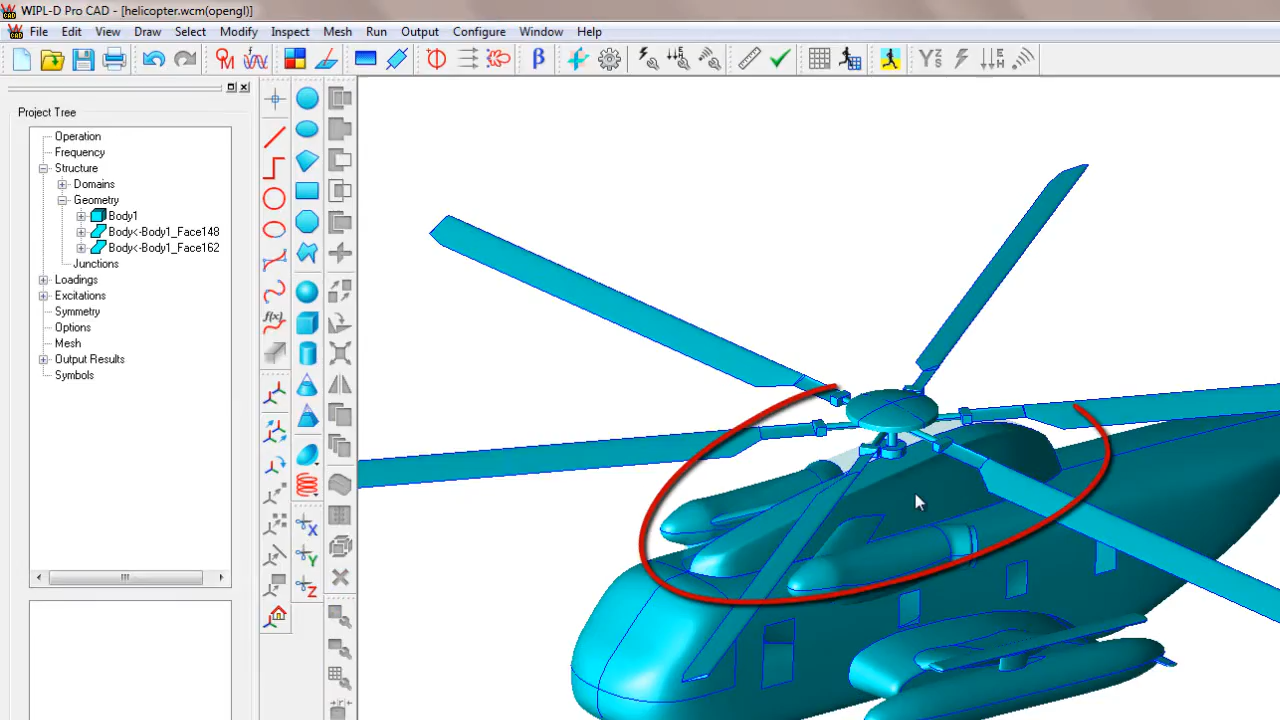 WIPL-D Pro CAD - [helicopter.wcm(opengl)]
File Edit View Draw Select Modify Inspect Mesh Run Output Configure Window Help
Project Tree
Operation
Frequency
Structure
Domains
Geometry
Body1
Body<-Body1_Face148
Body<-Body1_Face162
Junctions
Loadings
Excitations
Symmetry
Options
Mesh
Output Results
Symbols
f(x)
X
Y
Z